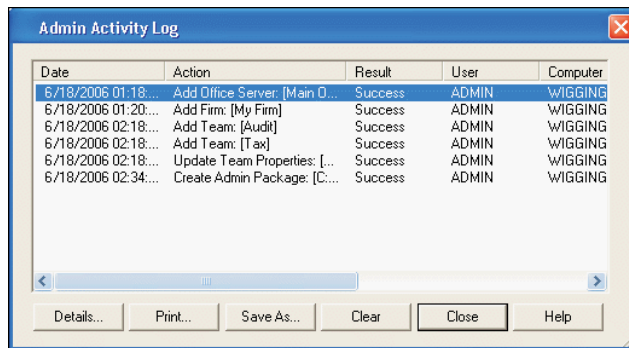 Admin Activity Log
Date Action Result User Computer
6/18/2006 01:18:... Add Office Server: [Main O... Success ADMIN WIGGING
6/18/2006 01:20:... Add Firm: [My Firm] Success ADMIN WIGGING
6/18/2006 02:18:... Add Team: [Audit] Success ADMIN WIGGING
6/18/2006 02:18:... Add Team: [Tax] Success ADMIN WIGGING
6/18/2006 02:18:... Update Team Properties: [... Success ADMIN WIGGING
6/18/2006 02:34:... Create Admin Package: [C:... Success ADMIN WIGGING
Details... Print... Save As... Clear Close Help